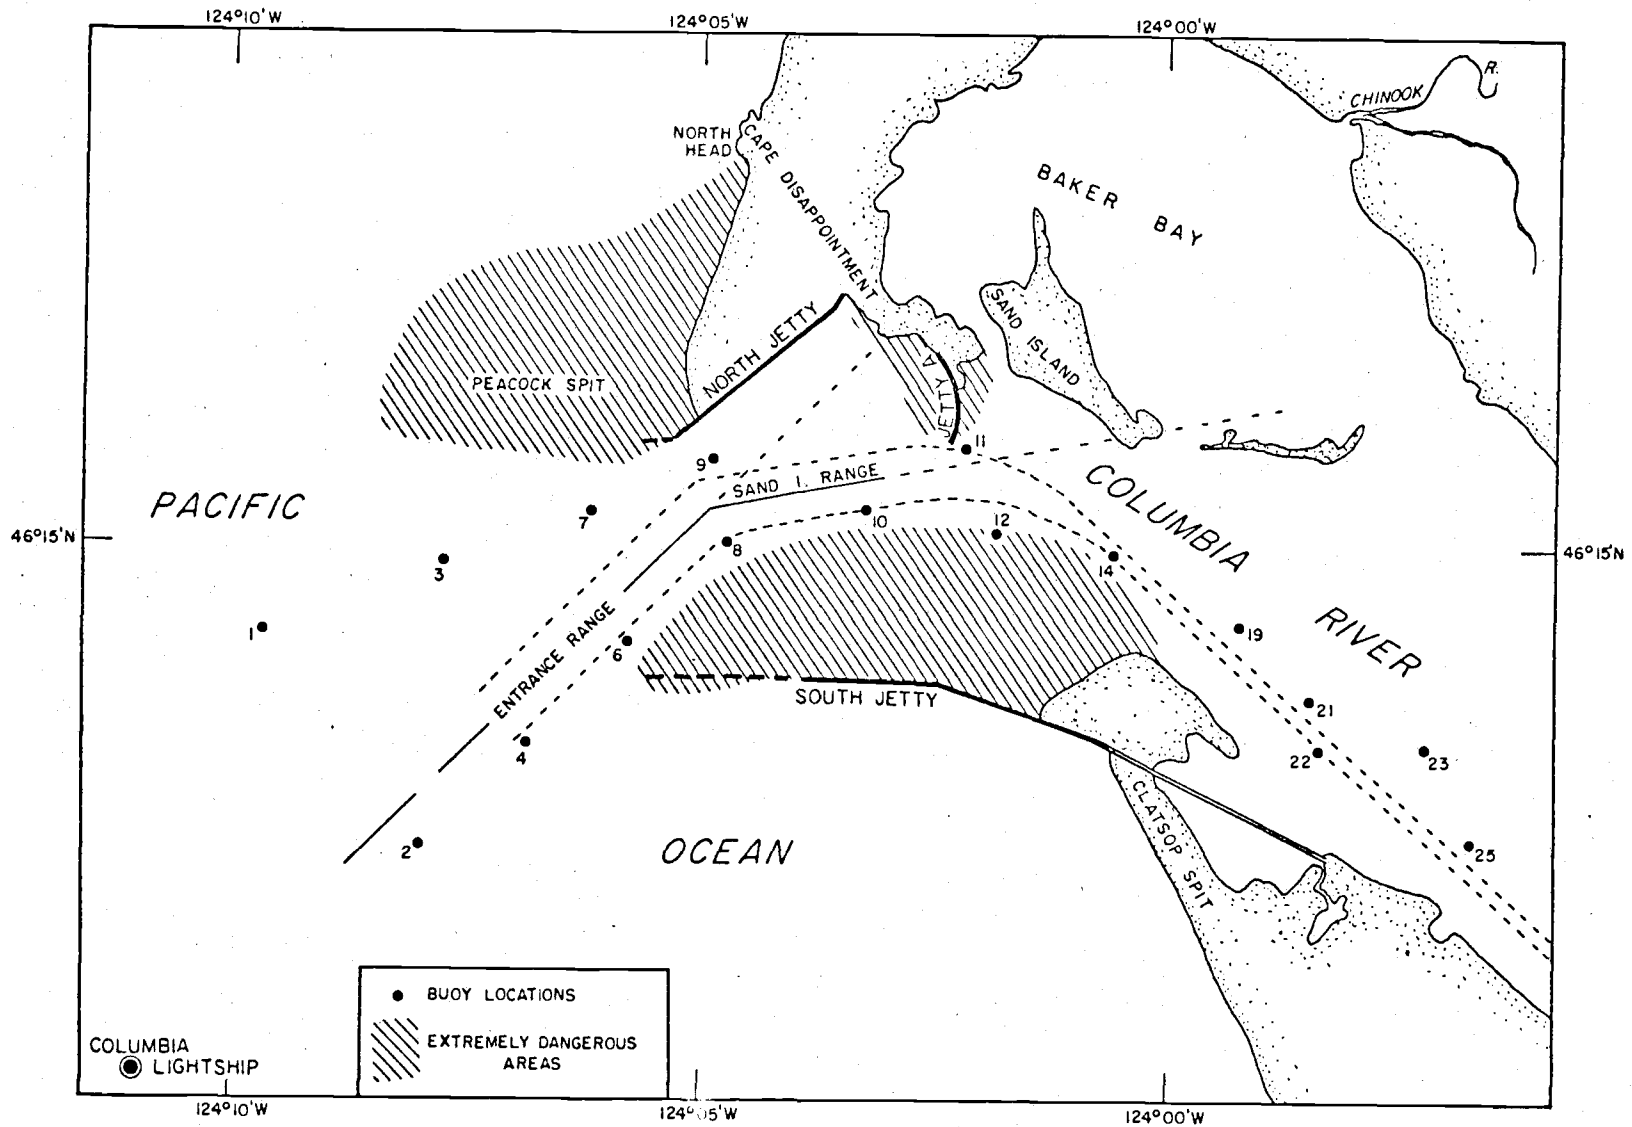 124°10'W
124°05'W
124°00'W
R.
CHINOOK
NORTH
HEAD
CAPE DISAPPOINTMENT
BAKER BAY
SAND ISLAND
NORTH JETTY
JETTY A
PEACOCK SPIT
11
9
SAND I. RANGE
PACIFIC
COLUMBIA
RIVER
7
10
12
46°15'N
46°15'N
8
3
14
1
19
6
ENTRANCE RANGE
SOUTH JETTY
21
4
22
23
CLATSOP SPIT
2
OCEAN
25
BUOY LOCATIONS
EXTREMELY DANGEROUS
AREAS
COLUMBIA
LIGHTSHIP
124°10'W
124°05'W
124°00'W